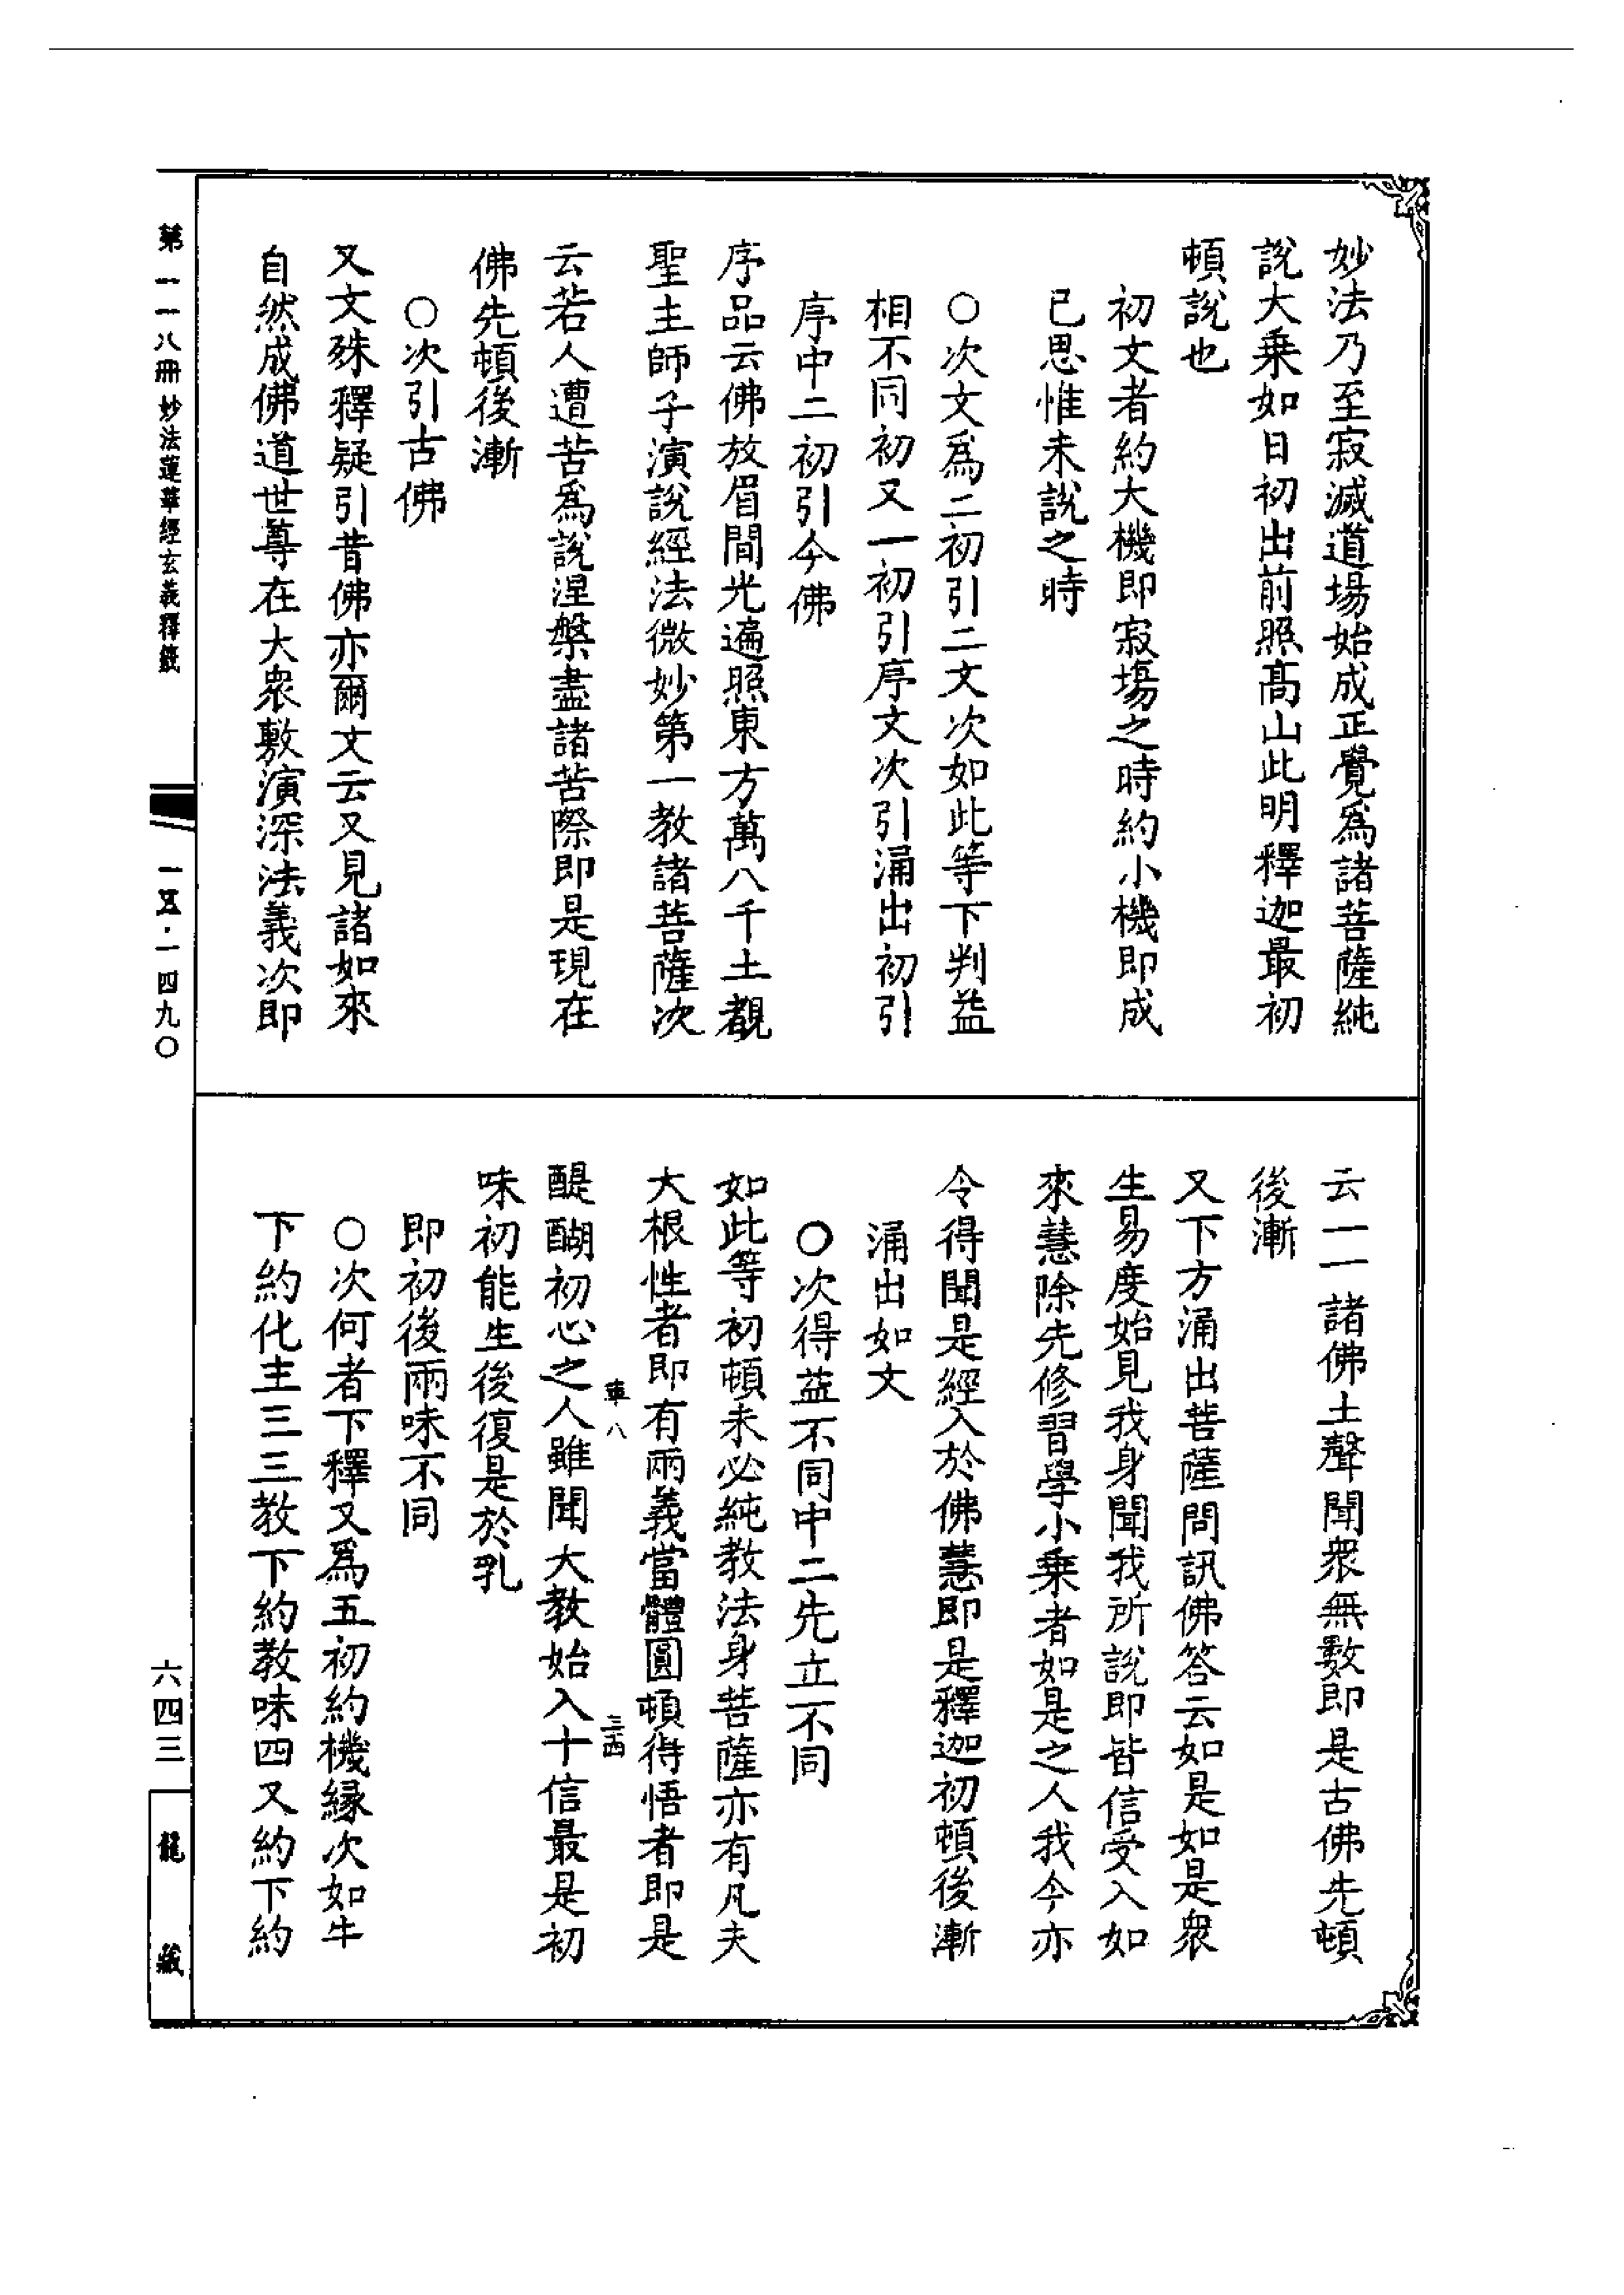 妙法乃至寂滅道場始成正覺爲諸菩薩純
說大乗如日初出前照髙山此明釋迦最初
頓說也
初文者約大機即寂場之時約小機即成
已思惟未說之時
○次文爲二初引二文次如此等下判益
相不同初又一初引序文次引涌出初引
序中二初引今佛
序品云佛放眉間光遍照東方萬八千土覩
聖主師子演說經法微妙第一教諸菩薩次
云若人遭苦爲說涅槃盡諸苦際即是現在
佛先頓後漸
○次引古佛
又文殊釋疑引昔佛亦爾文云又見諸如來
自然成佛道世尊在大衆敷演深法義次即
云一一諸佛土聲聞衆無數即是古佛先頓
後漸
又下方涌出菩薩問訊佛答云如是如是衆
生易度始見我身聞我所說即皆信受入如
來慧除先修習學小乗者如是之人我今亦
令得聞是經入於佛慧即是釋迦初頓後漸
涌出如文
○次得益不同中二先立不同
如此等初頓未必純教法身菩薩亦有凡夫
大根性者即有兩義當體圓頓得悟者即是
車八
三西
醍醐初心之人雖聞大教始入十信最是初
味初能生後復是於乳
即初後兩味不同
○次何者下釋又爲五初約機縁次如牛
下約化主三三教下約教味四又約下約
第一一八冊 妙法蓮華經玄義釋籤
一五·一四九〇
六四三
龍藏